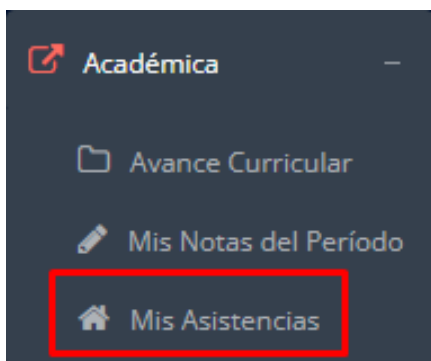 Académica
Avance Curricular
Mis Notas del Período
Mis Asistencias